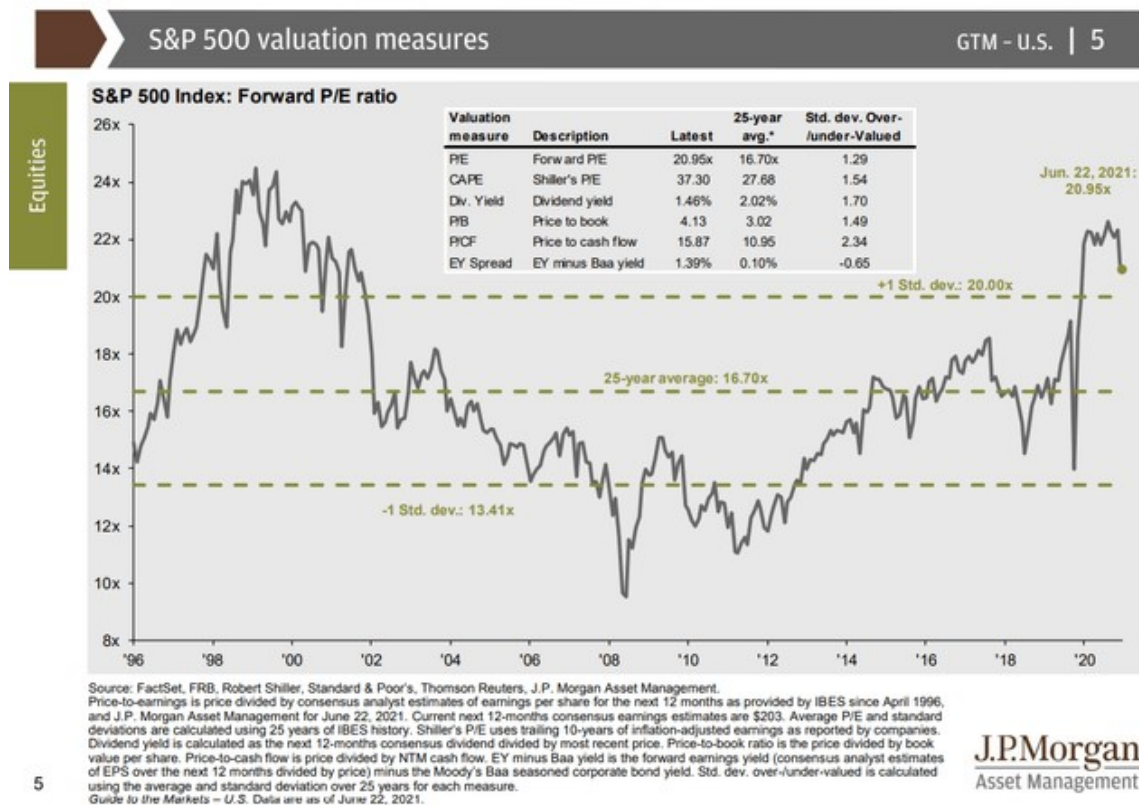 S&P 500 valuation measures
GTM – U.S. | 5
Equities
S&P 500 Index: Forward P/E ratio
Valuation measure Description Latest 25-year avg.* Std. dev. Over-/under-Valued
P/E Forward P/E 20.95x 16.70x 1.29
CAPE Shiller's P/E 37.30 27.68 1.54
Div. Yield Dividend yield 1.46% 2.02% 1.70
P/B Price to book 4.13 3.02 1.49
P/CF Price to cash flow 15.87 10.95 2.34
EY Spread EY minus Baa yield 1.39% 0.10% -0.65
26x
24x
22x
20x
18x
16x
14x
12x
10x
8x
Jun. 22, 2021:
20.95x
+1 Std. dev.: 20.00x
25-year average: 16.70x
-1 Std. dev.: 13.41x
'96 '98 '00 '02 '04 '06 '08 '10 '12 '14 '16 '18 '20
Source: FactSet, FRB, Robert Shiller, Standard & Poor's, Thomson Reuters, J.P. Morgan Asset Management.
Price-to-earnings is price divided by consensus analyst estimates of earnings per share for the next 12 months as provided by IBES since April 1996,
and J.P. Morgan Asset Management for June 22, 2021. Current next 12-months consensus earnings estimates are $203. Average P/E and standard
deviations are calculated using 25 years of IBES history. Shiller's P/E uses trailing 10-years of inflation-adjusted earnings as reported by companies.
Dividend yield is calculated as the next 12-months consensus dividend divided by most recent price. Price-to-book ratio is the price divided by book
value per share. Price-to-cash flow is price divided by NTM cash flow. EY minus Baa yield is the forward earnings yield (consensus analyst estimates
of EPS over the next 12 months divided by price) minus the Moody's Baa seasoned corporate bond yield. Std. dev. over-/under-valued is calculated
using the average and standard deviation over 25 years for each measure.
Guide to the Markets – U.S. Data are as of June 22, 2021.
5
J.P.Morgan
Asset Management